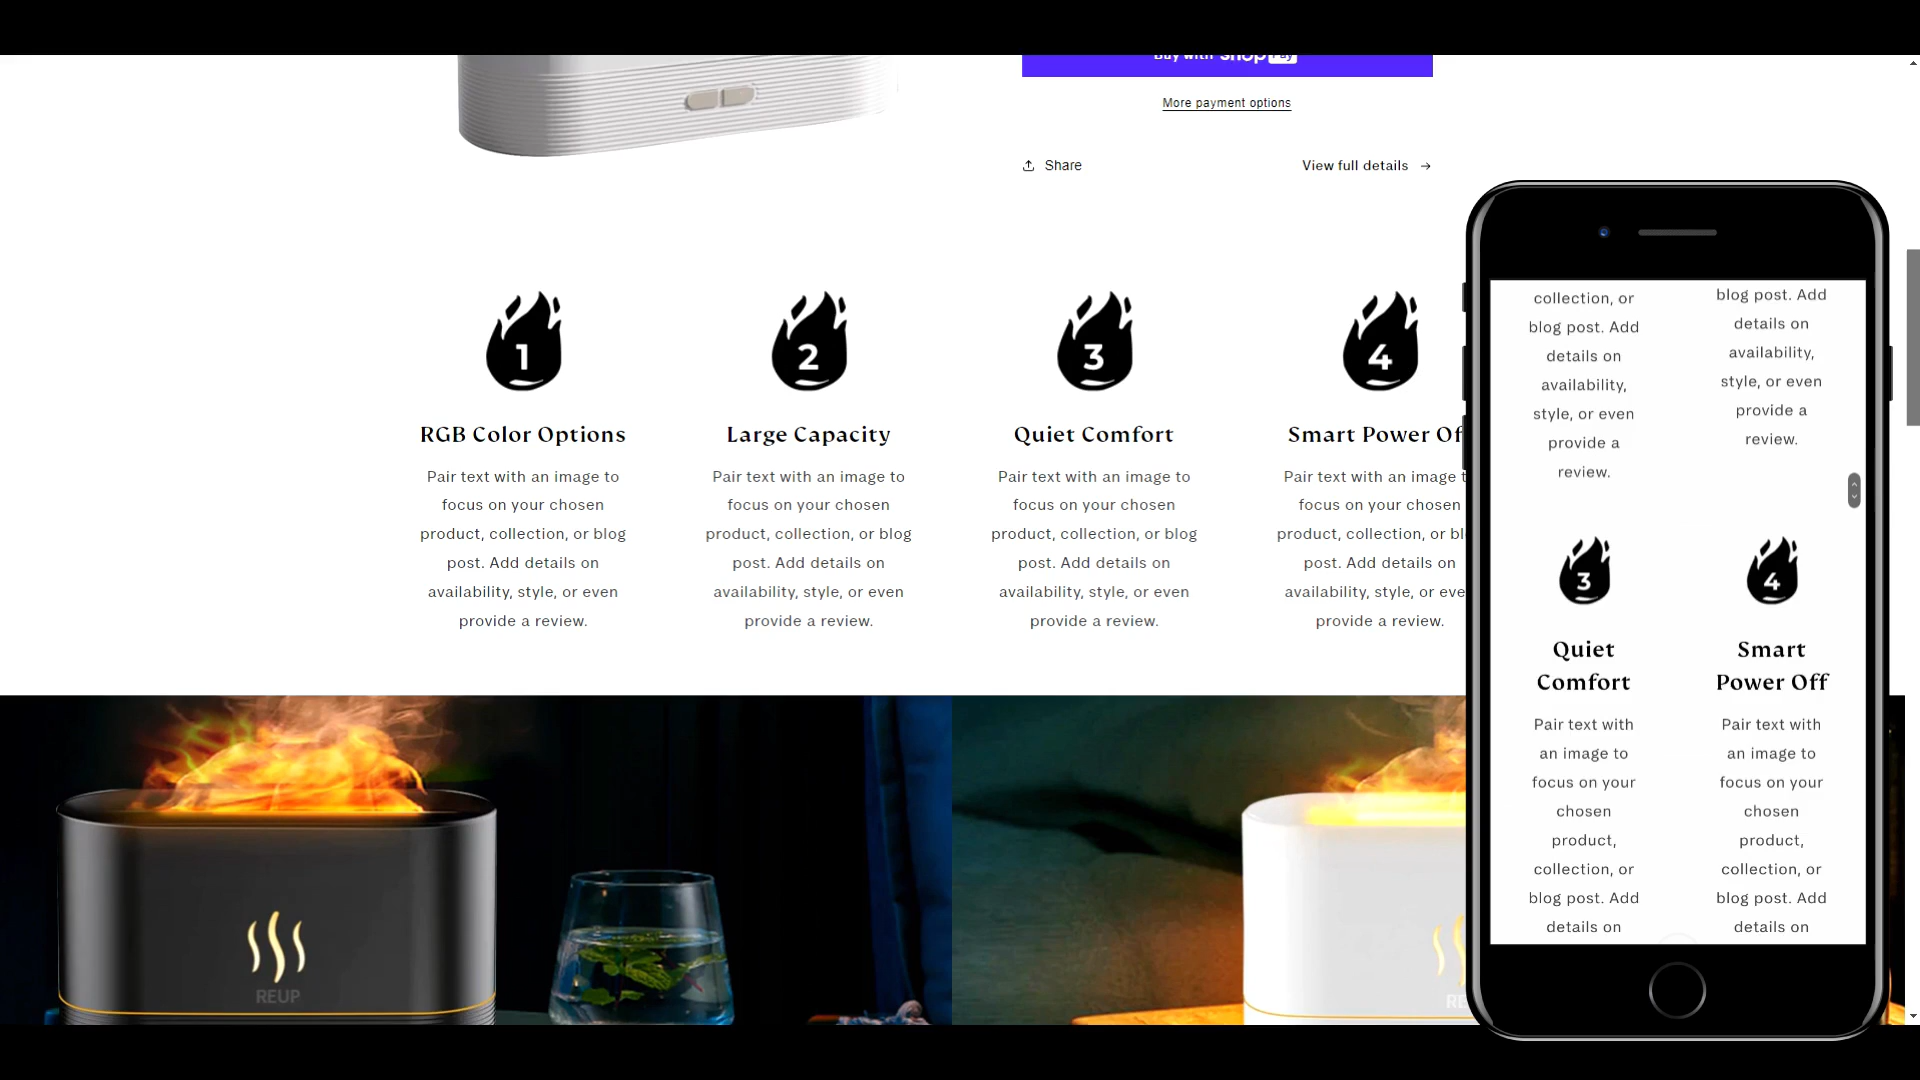 Buy with shop Pay
More payment options
Share
View full details
1
2
3
4
RGB Color Options
Large Capacity
Quiet Comfort
Smart Power Of
Pair text with an image to
focus on your chosen
product, collection, or blog
post. Add details on
availability, style, or even
provide a review.
Pair text with an image to
focus on your chosen
product, collection, or blog
post. Add details on
availability, style, or even
provide a review.
Pair text with an image to
focus on your chosen
product, collection, or blog
post. Add details on
availability, style, or even
provide a review.
Pair text with an image t
focus on your chosen
product, collection, or bl
post. Add details on
availability, style, or eve
provide a review.
REUP
RE
collection, or
blog post. Add
details on
availability,
style, or even
provide a
review.
blog post. Add
details on
availability,
style, or even
provide a
review.
3
4
Quiet
Comfort
Smart
Power Off
Pair text with
an image to
focus on your
chosen
product,
collection, or
blog post. Add
details on
Pair text with
an image to
focus on your
chosen
product,
collection, or
blog post. Add
details on